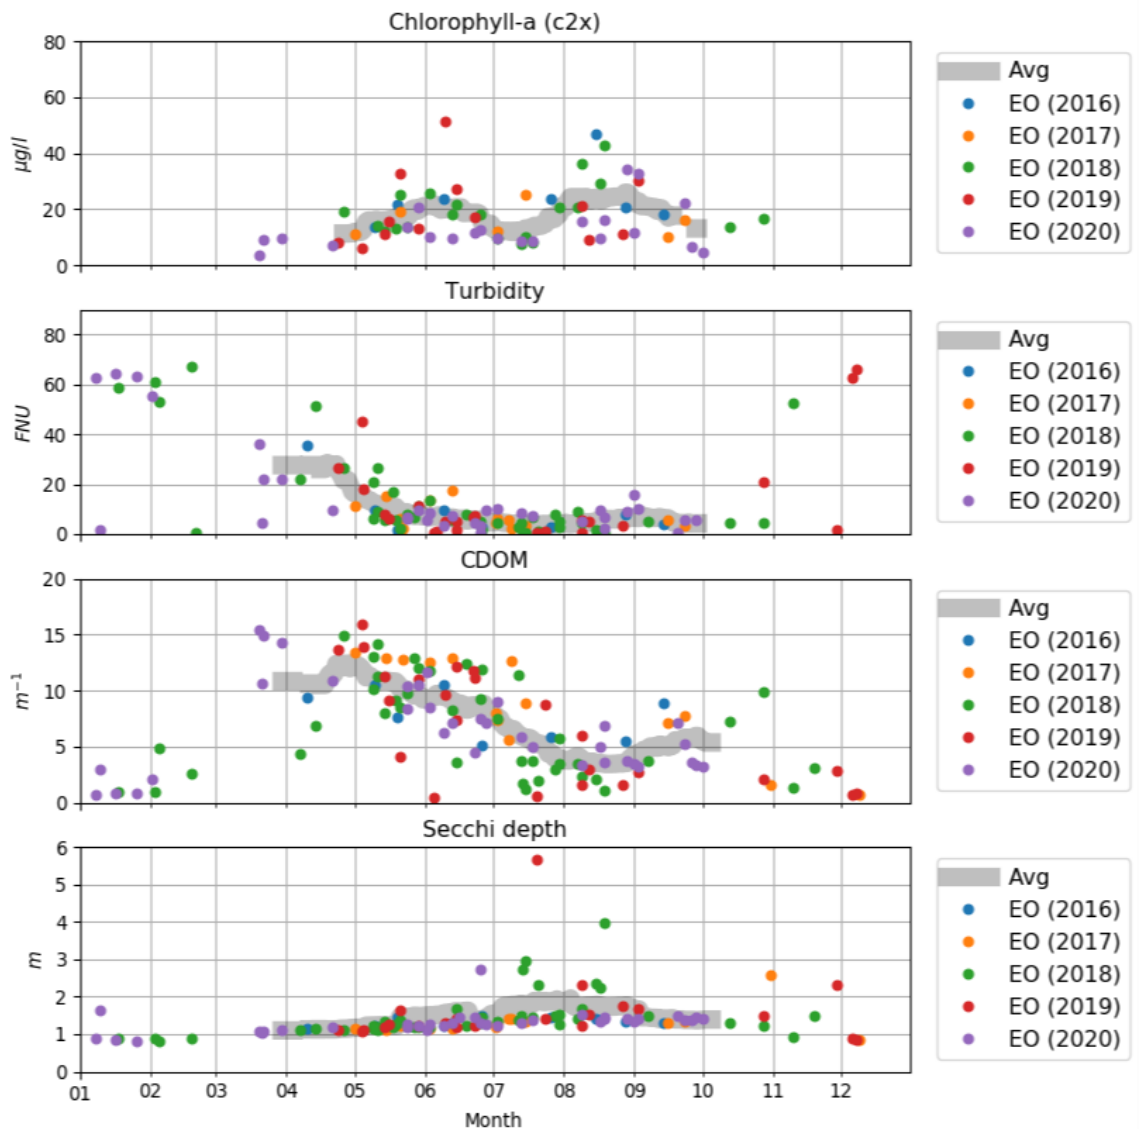 Chlorophyll-a (c2x)
80
60
40
20
0
μg/l
Avg
EO (2016)
EO (2017)
EO (2018)
EO (2019)
EO (2020)
Turbidity
80
60
40
20
0
FNU
Avg
EO (2016)
EO (2017)
EO (2018)
EO (2019)
EO (2020)
CDOM
20
15
10
5
0
m⁻¹
Avg
EO (2016)
EO (2017)
EO (2018)
EO (2019)
EO (2020)
Secchi depth
6
5
4
3
2
1
0
m
Avg
EO (2016)
EO (2017)
EO (2018)
EO (2019)
EO (2020)
01 02 04 05 06 07 08 09 10 11 12
Month